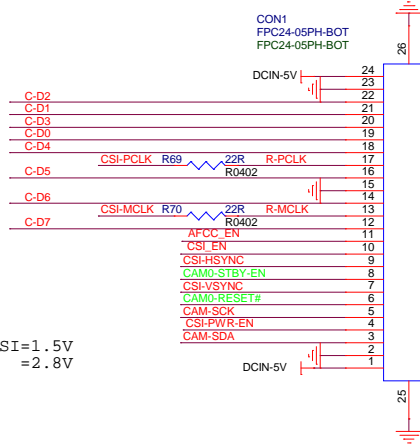 CON1
FPC24-05PH-BOT
FPC24-05PH-BOT
26
DCIN-5V 24
23
C-D2 22
C-D1 21
C-D3 20
C-D0 19
C-D4 18
CSI-PCLK R69 22R R-PCLK 17
R0402
C-D5 16
15
C-D6 14
CSI-MCLK R70 22R R-MCLK 13
R0402
C-D7 12
AFCC_EN 11
CSI_EN 10
CSI-HSYNC 9
CAM0-STBY-EN 8
CSI-VSYNC 7
CAM0-RESET# 6
CAM-SCK 5
CSI-PWR-EN 4
CAM-SDA 3
2
DCIN-5V 1
SI=1.5V
=2.8V
25